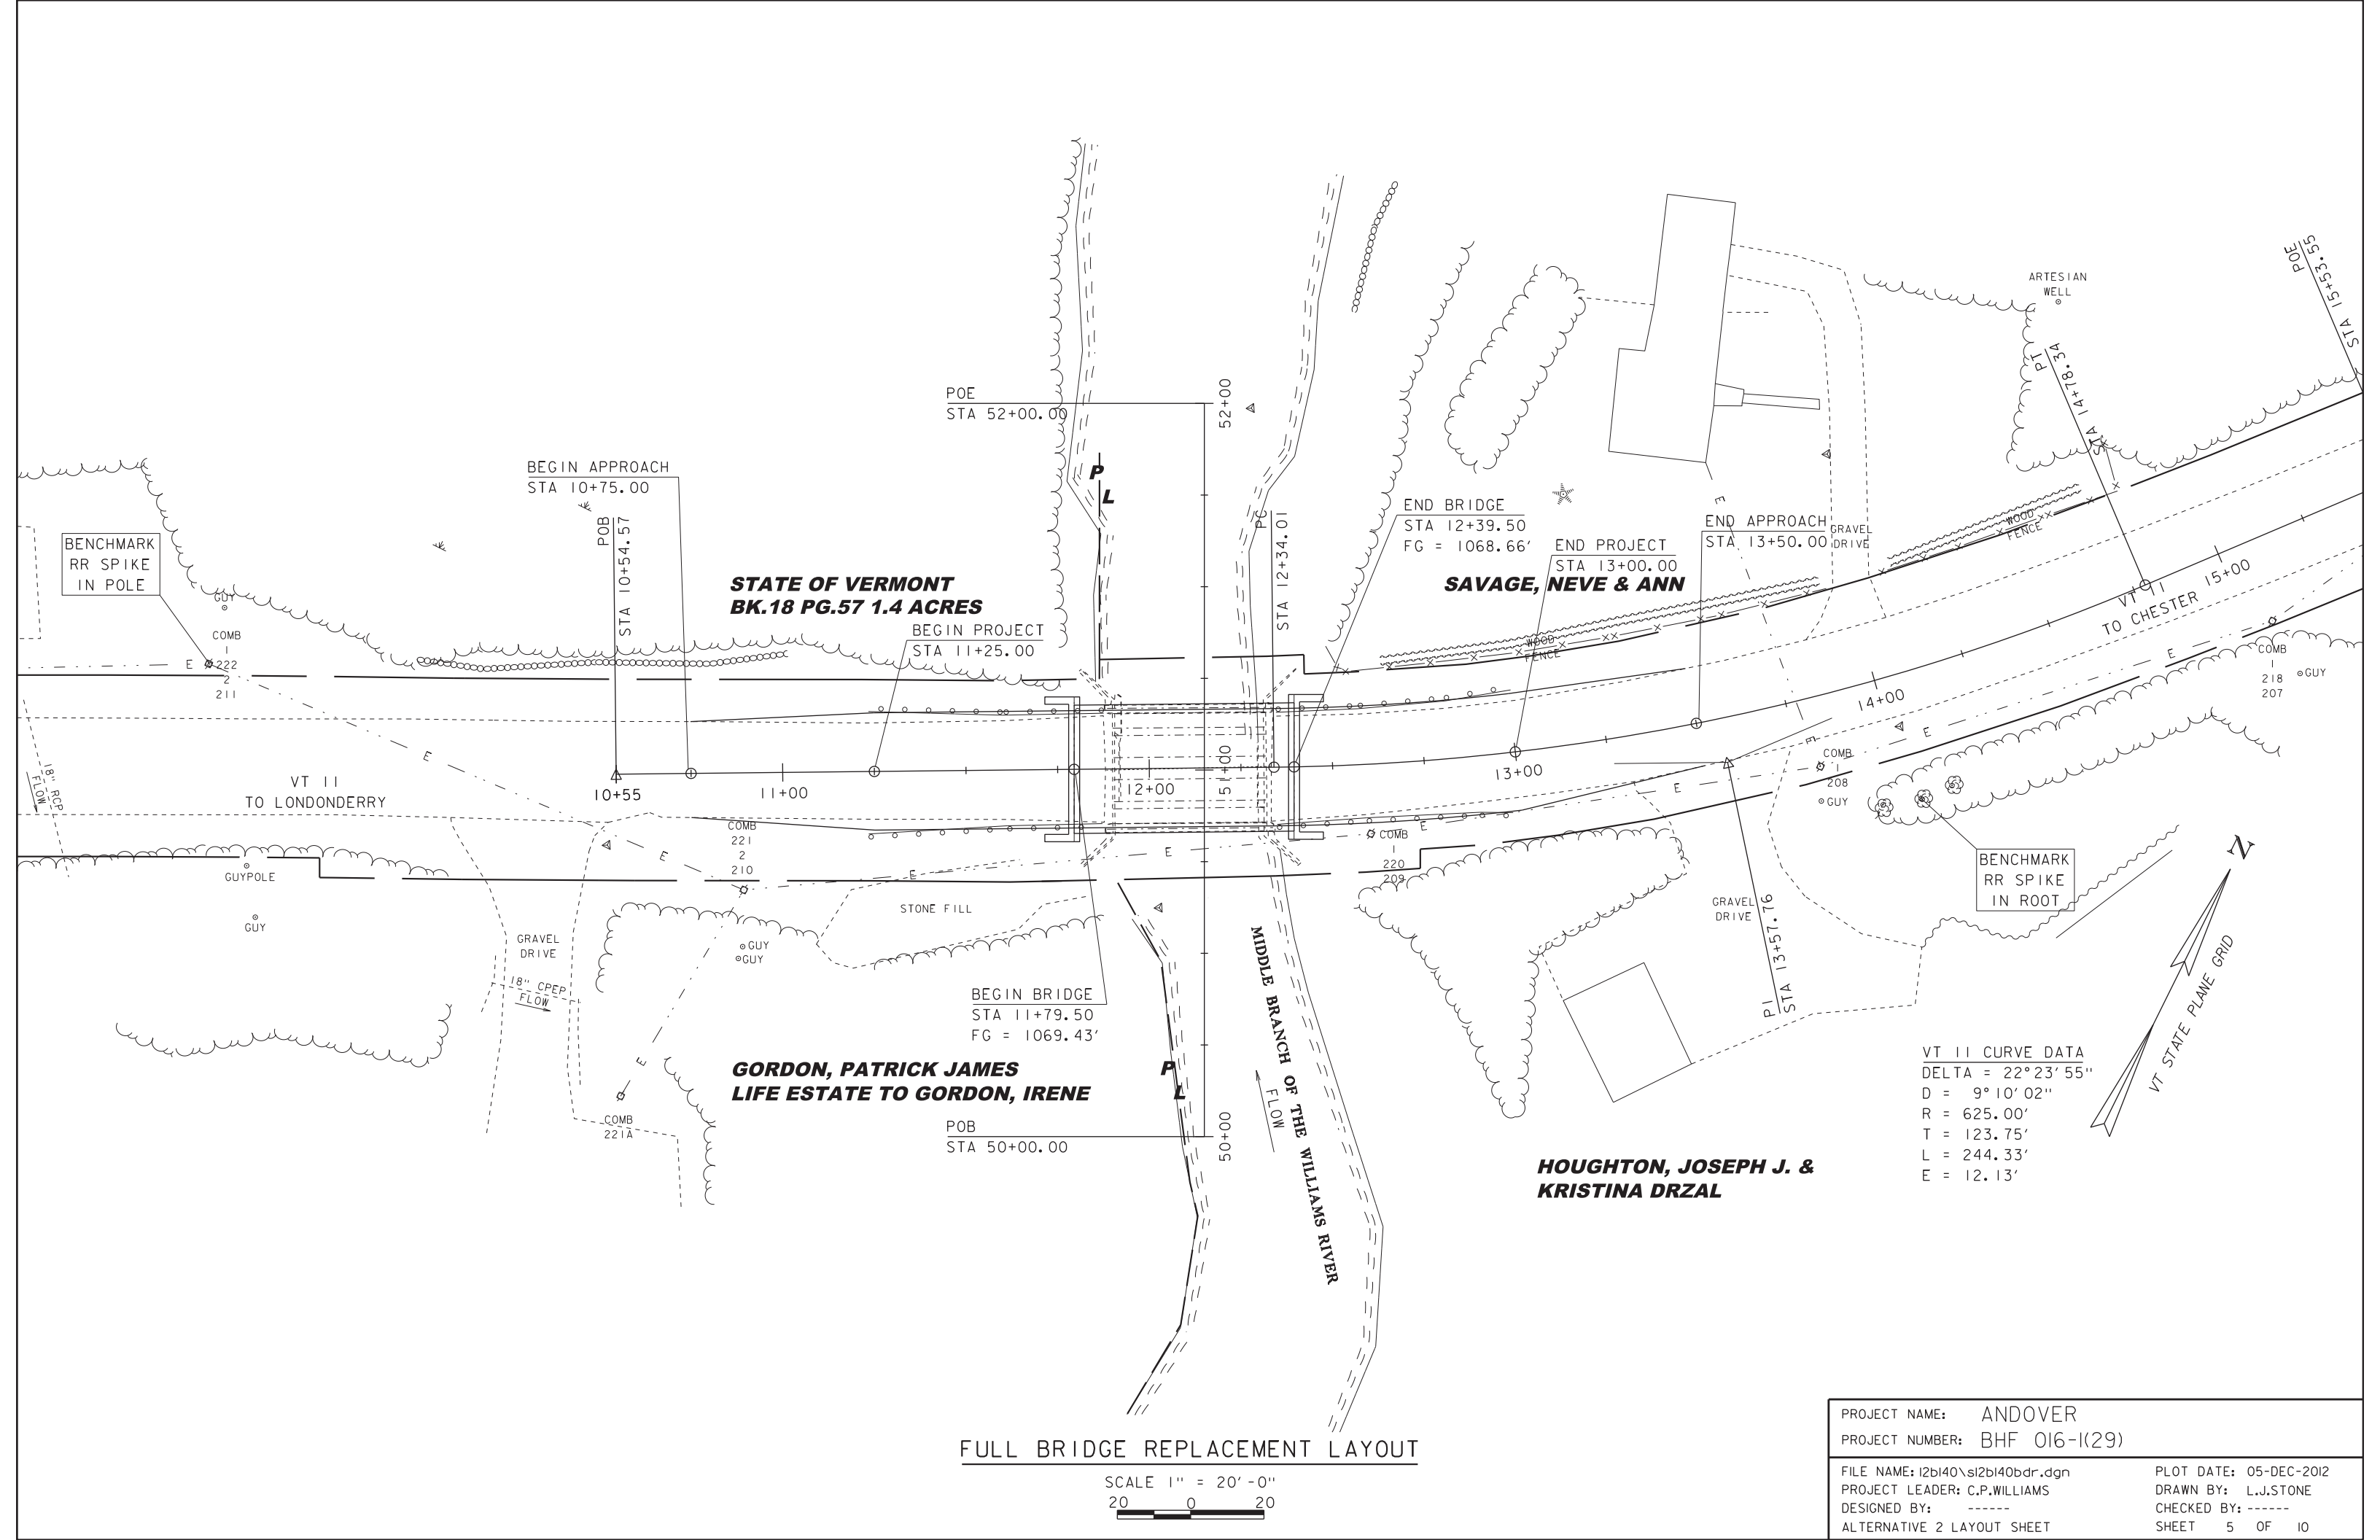 POE
STA 15+53.55
ARTESIAN
WELL
PT
STA 14+78.34
POE
STA 52+00.00
52+00
P
L
BEGIN APPROACH
STA 10+75.00
POB
STA 10+54.57
BENCHMARK
RR SPIKE
IN POLE
GUY
COMB
1
222
2
211
E
STATE OF VERMONT
BK.18 PG.57 1.4 ACRES
BEGIN PROJECT
STA 11+25.00
PC
STA 12+34.01
END BRIDGE
STA 12+39.50
FG = 1068.66'
END PROJECT
STA 13+00.00
END APPROACH
STA 13+50.00
GRAVEL
DRIVE
E
SAVAGE, NEVE & ANN
WOOD
FENCE
WOOD
FENCE
VT 11
TO CHESTER
15+00
14+00
13+00
12+00
51+00
11+00
10+55
VT 11
TO LONDONDERRY
18" RCP
FLOW
E
E
E
E
E
E
E
E
E
COMB
1
218
207
GUY
COMB
1
208
GUY
COMB
1
220
209
COMB
221
2
210
GUYPOLE
GUY
GRAVEL
DRIVE
18" CPEP
FLOW
GUY
GUY
STONE FILL
E
COMB
221A
BEGIN BRIDGE
STA 11+79.50
FG = 1069.43'
GORDON, PATRICK JAMES
LIFE ESTATE TO GORDON, IRENE
P
L
POB
STA 50+00.00
50+00
FLOW
MIDDLE BRANCH OF THE WILLIAMS RIVER
GRAVEL
DRIVE
PI
STA 13+57.76
BENCHMARK
RR SPIKE
IN ROOT
N
VT STATE PLANE GRID
HOUGHTON, JOSEPH J. &
KRISTINA DRZAL
VT 11 CURVE DATA
DELTA = 22°23'55"
D = 9°10'02"
R = 625.00'
T = 123.75'
L = 244.33'
E = 12.13'
FULL BRIDGE REPLACEMENT LAYOUT
SCALE 1" = 20'-0"
20 0 20
PROJECT NAME: ANDOVER
PROJECT NUMBER: BHF 016-1(29)
FILE NAME: 12b140\s12b140bdr.dgn
PLOT DATE: 05-DEC-2012
PROJECT LEADER: C.P.WILLIAMS
DRAWN BY: L.J.STONE
DESIGNED BY: ------
CHECKED BY: ------
ALTERNATIVE 2 LAYOUT SHEET
SHEET 5 OF 10